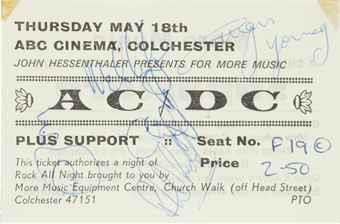 THURSDAY MAY 18th
ABC CINEMA, COLCHESTER
JOHN HESSENTHALER PRESENTS FOR MORE MUSIC
AC DC
PLUS SUPPORT :: Seat No. F19 C
This ticket authorizes a night of Price 2-50
Rock All Night brought to you by
More Music Equipment Centre, Church Walk (off Head Street)
Colchester 47151 PTO
young